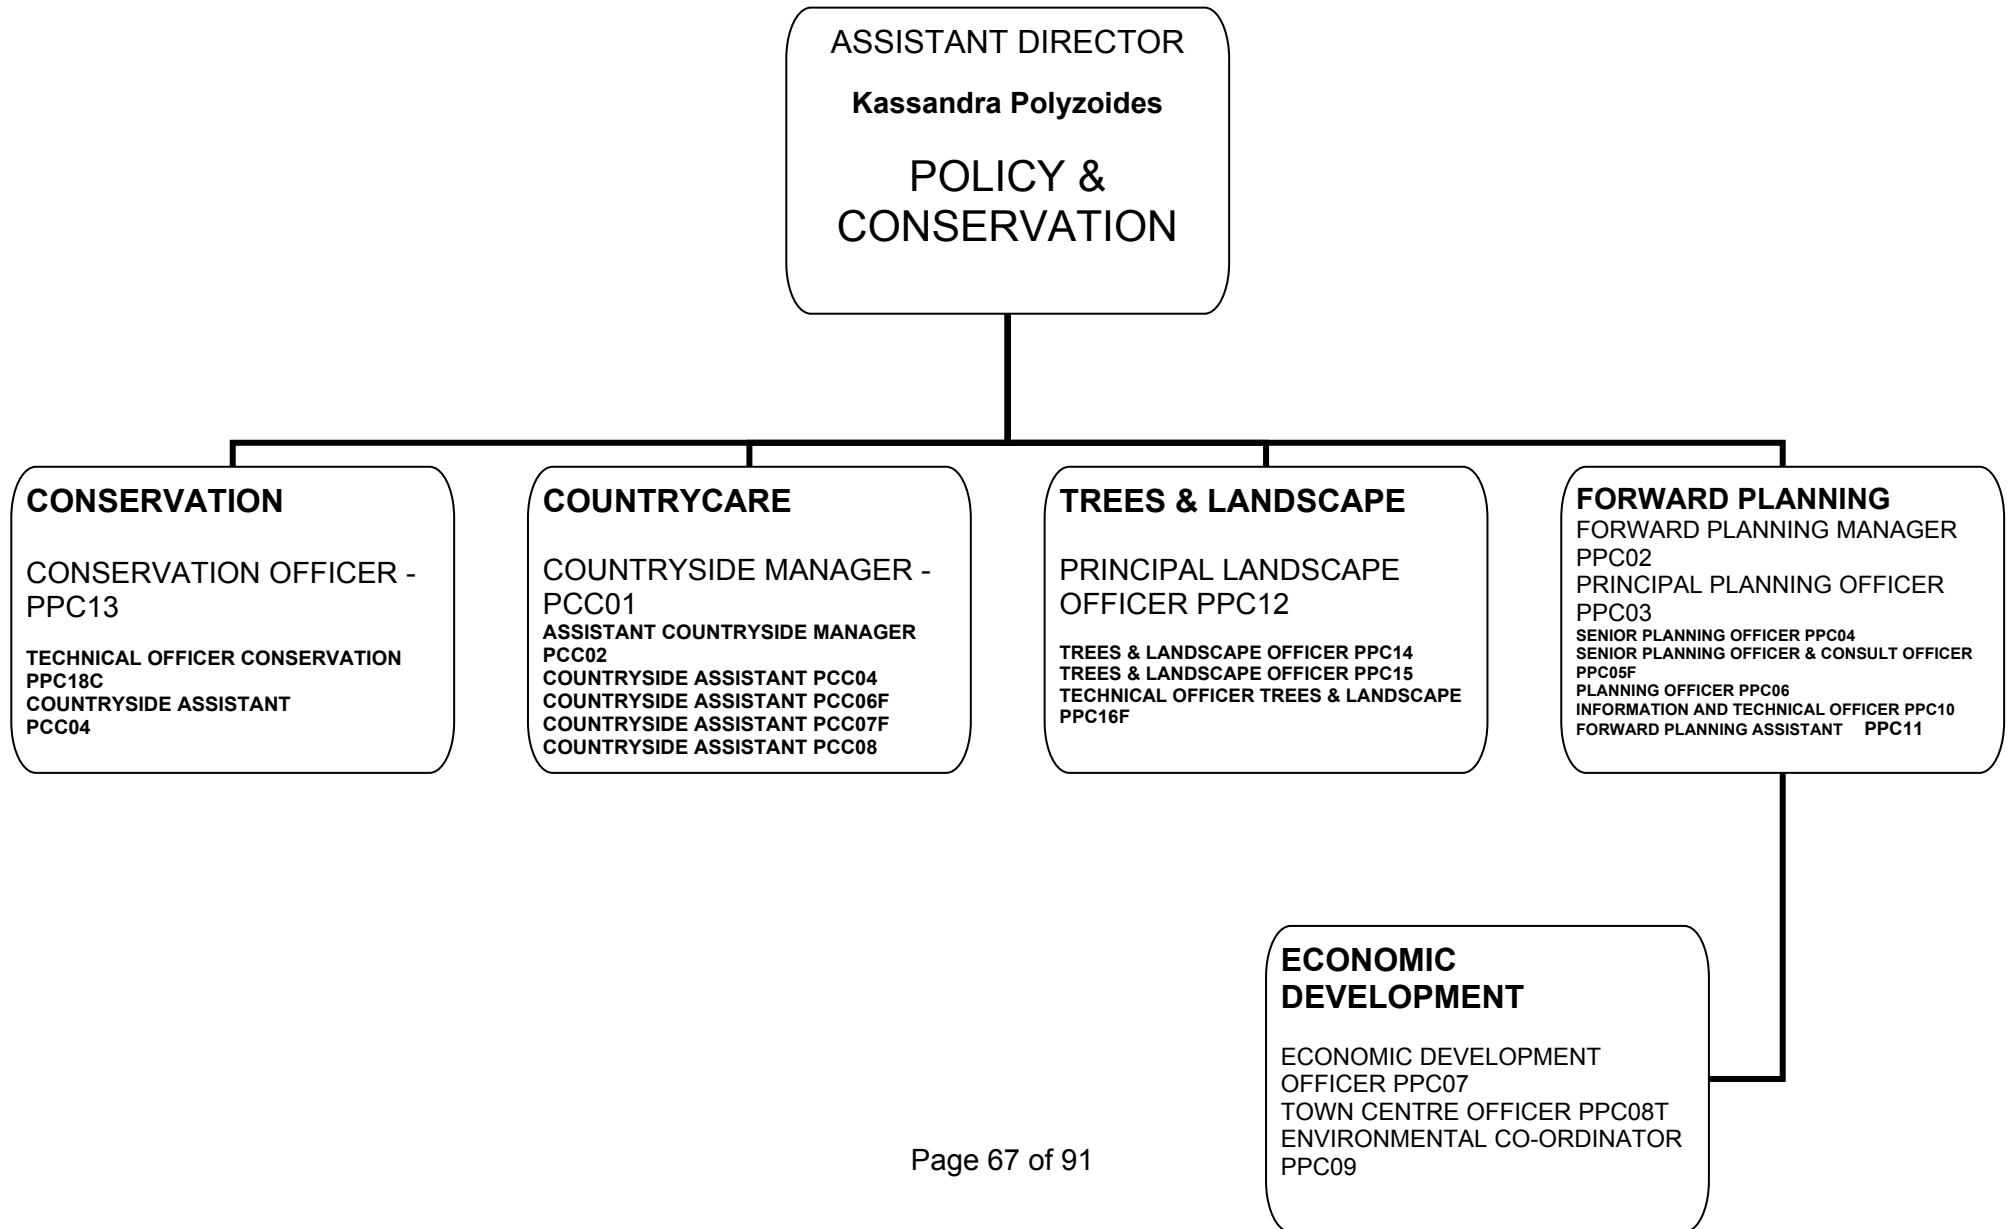 ASSISTANT DIRECTOR
Kassandra Polyzoides
POLICY &
CONSERVATION
CONSERVATION
CONSERVATION OFFICER -
PPC13
TECHNICAL OFFICER CONSERVATION
PPC18C
COUNTRYSIDE ASSISTANT
PCC04
COUNTRYCARE
COUNTRYSIDE MANAGER -
PCC01
ASSISTANT COUNTRYSIDE MANAGER
PCC02
COUNTRYSIDE ASSISTANT PCC04
COUNTRYSIDE ASSISTANT PCC06F
COUNTRYSIDE ASSISTANT PCC07F
COUNTRYSIDE ASSISTANT PCC08
TREES & LANDSCAPE
PRINCIPAL LANDSCAPE
OFFICER PPC12
TREES & LANDSCAPE OFFICER PPC14
TREES & LANDSCAPE OFFICER PPC15
TECHNICAL OFFICER TREES & LANDSCAPE
PPC16F
FORWARD PLANNING
FORWARD PLANNING MANAGER
PPC02
PRINCIPAL PLANNING OFFICER
PPC03
SENIOR PLANNING OFFICER PPC04
SENIOR PLANNING OFFICER & CONSULT OFFICER
PPC05F
PLANNING OFFICER PPC06
INFORMATION AND TECHNICAL OFFICER PPC10
FORWARD PLANNING ASSISTANT PPC11
ECONOMIC
DEVELOPMENT
ECONOMIC DEVELOPMENT
OFFICER PPC07
TOWN CENTRE OFFICER PPC08T
ENVIRONMENTAL CO-ORDINATOR
PPC09
Page 67 of 91